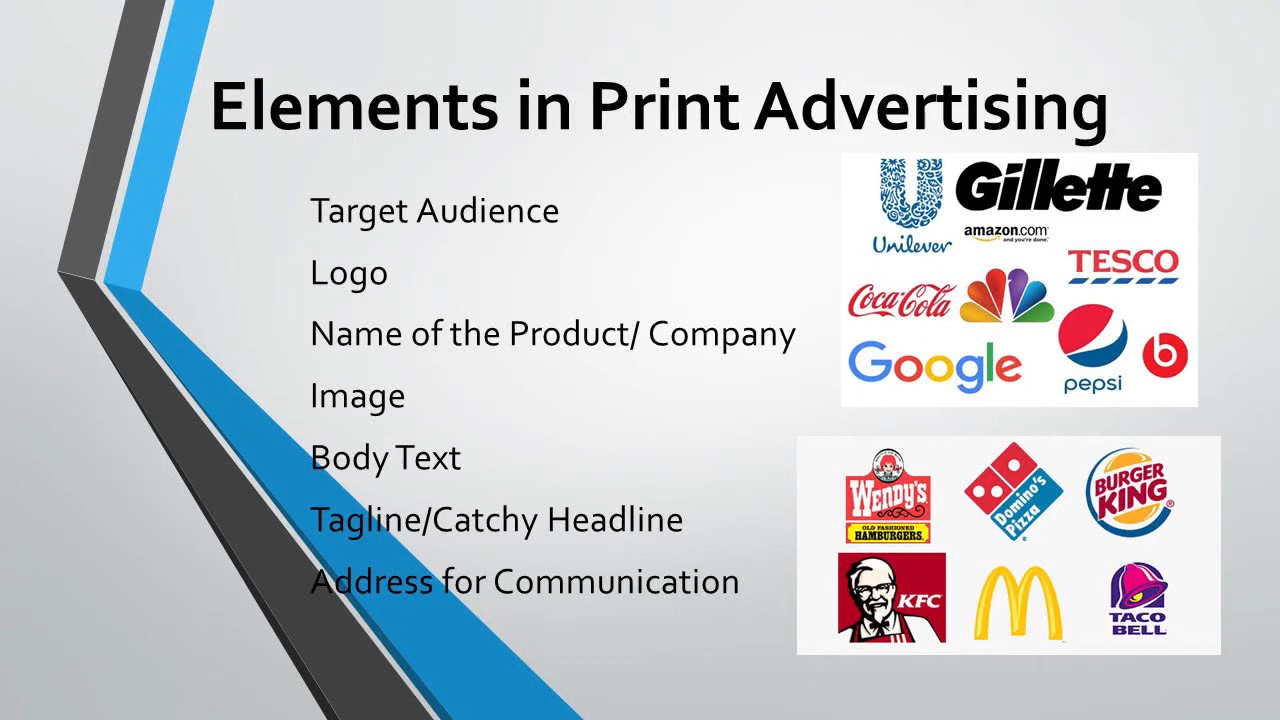 Elements in Print Advertising
Target Audience
Logo
Name of the Product/ Company
Image
Body Text
Tagline/Catchy Headline
Address for Communication
Unilever
Gillette
amazon.com
and you're done.
TESCO
Coca-Cola
Google
pepsi
b
WENDY'S
OLD FASHIONED
HAMBURGERS.
Domino's
Pizza
BURGER
KING®
KFC
TACO
BELL